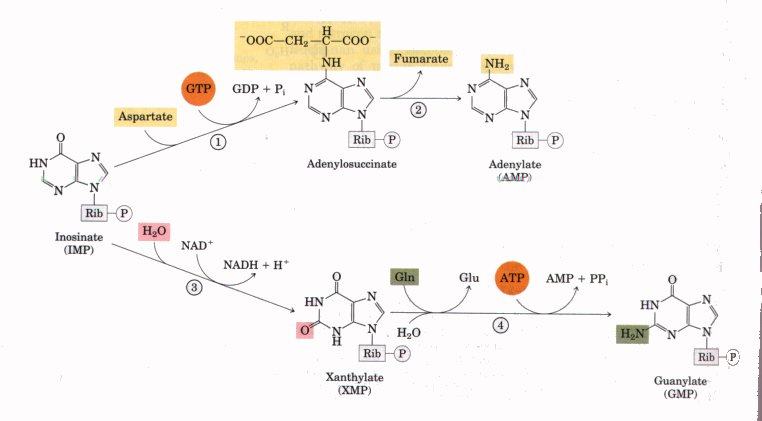 ⁻OOC—CH₂—C—COO⁻
H
NH
Fumarate
NH₂
GTP
GDP + Pᵢ
N
N
N
N
N
N
N
N
Aspartate
②
①
Rib
P
Rib
P
O
Adenylosuccinate
Adenylate
(AMP)
HN
N
N
N
Rib
P
H₂O
Inosinate
(IMP)
NAD⁺
NADH + H⁺
③
O
Gln
Glu
ATP
AMP + PPᵢ
O
HN
N
HN
N
O
N
H
N
H₂O
④
H₂N
N
N
Rib
P
Rib
P
Xanthylate
(XMP)
Guanylate
(GMP)